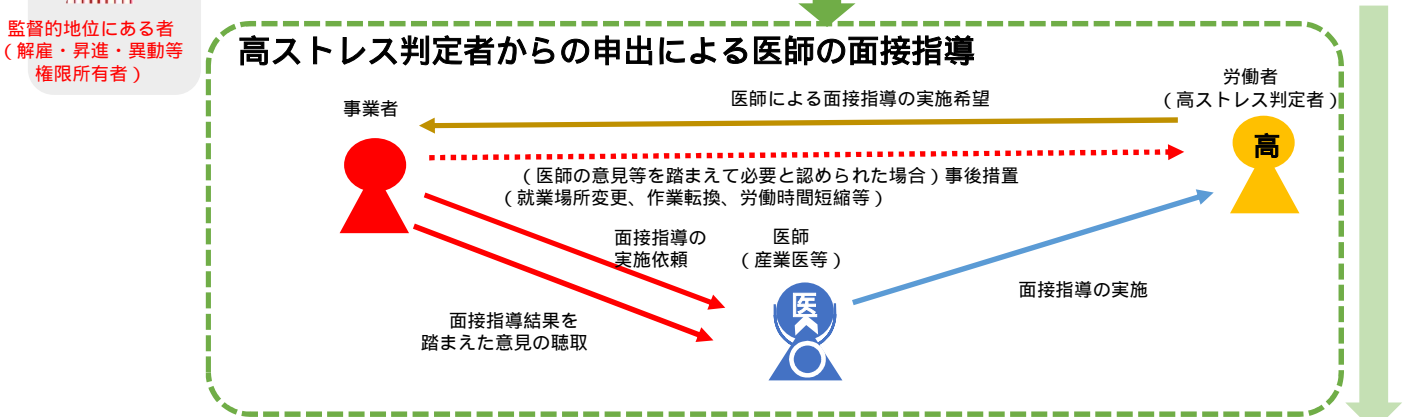 監督的地位にある者
（解雇・昇進・異動等
権限所有者）
高ストレス判定者からの申出による医師の面接指導
労働者
（高ストレス判定者）
医師による面接指導の実施希望
事業者
高
（医師の意見等を踏まえて必要と認められた場合）事後措置
（就業場所変更、作業転換、労働時間短縮等）
面接指導の
実施依頼
医師
（産業医等）
医
面接指導の実施
面接指導結果を
踏まえた意見の聴取